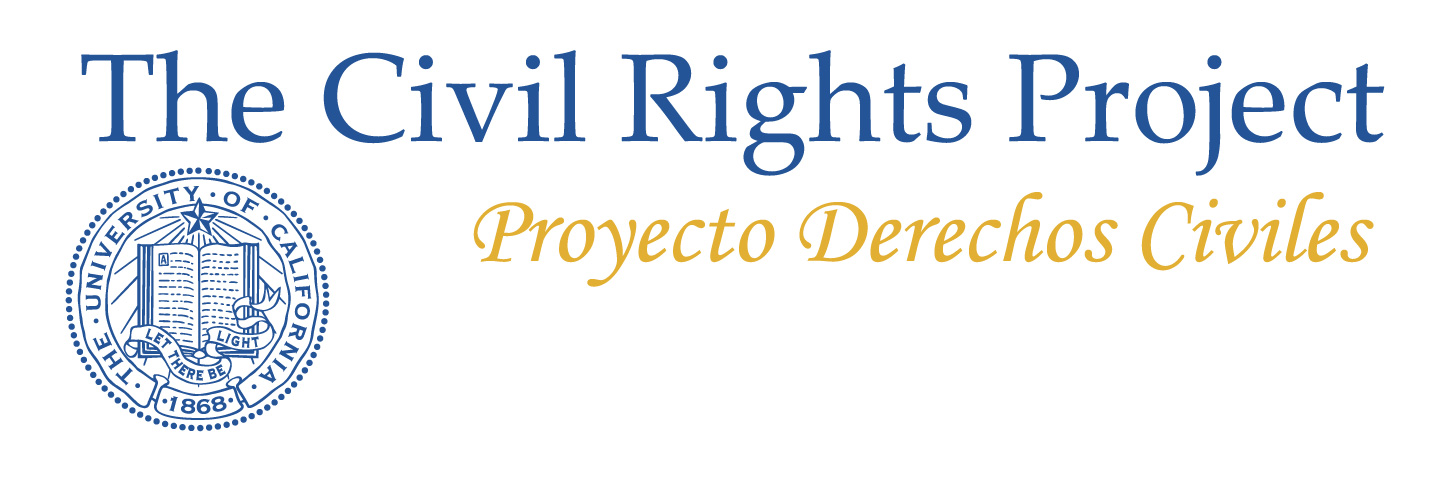 The Civil Rights Project
Proyecto Derechos Civiles
· THE · UNIVERSITY · OF · CALIFORNIA ·
A
LET THERE BE LIGHT
·1868·